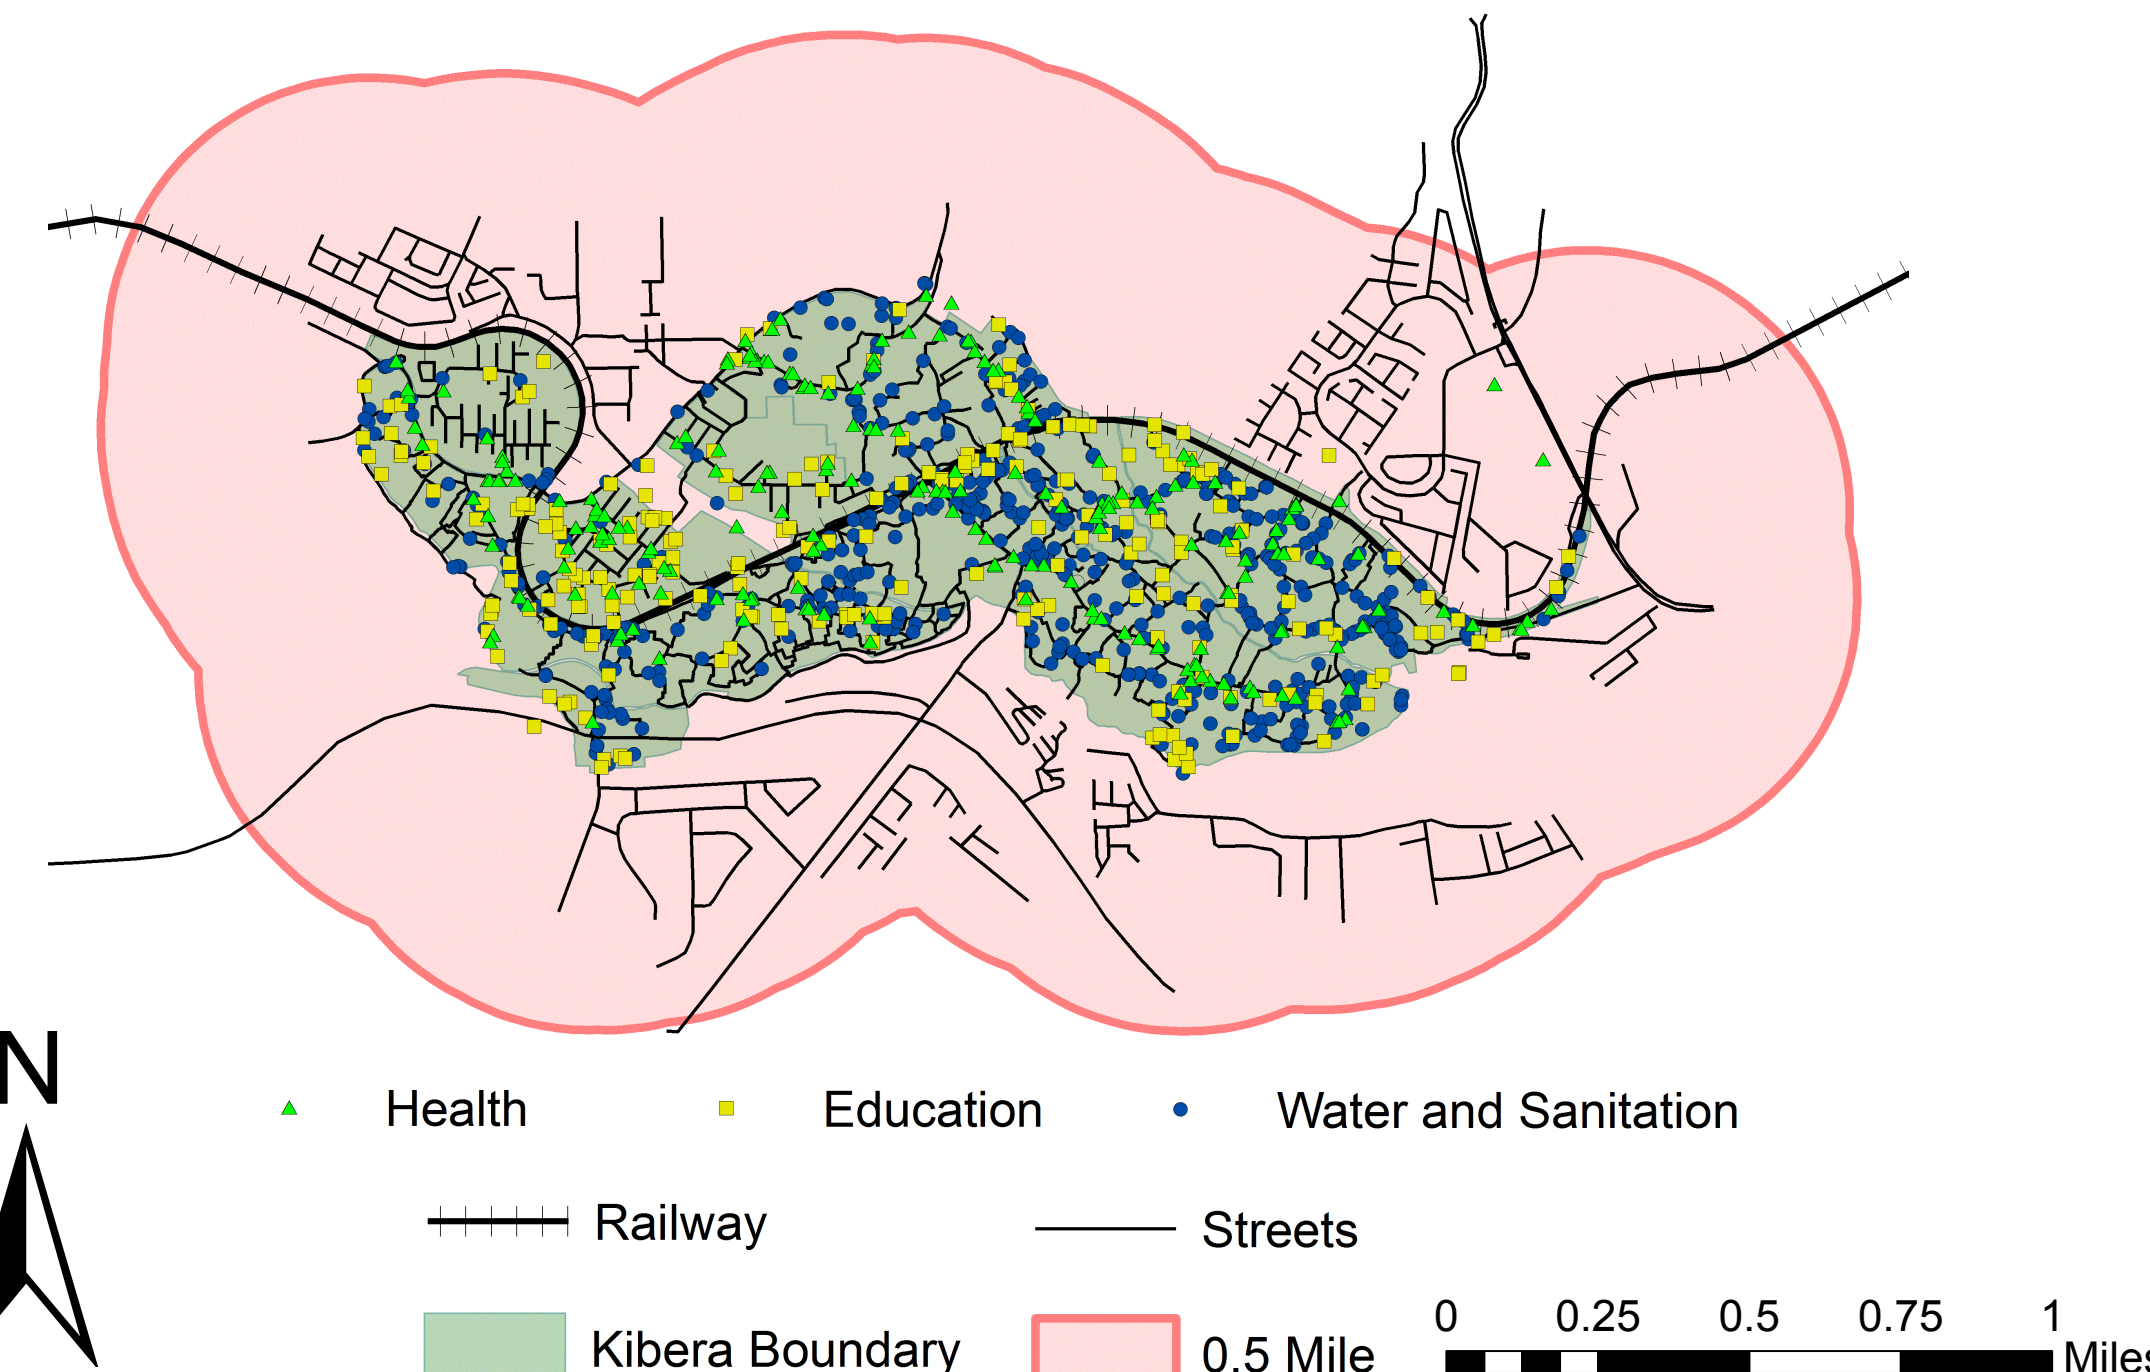 N
Health
Education
Water and Sanitation
Railway
Streets
Kibera Boundary
0.5 Mile
0 0.25 0.5 0.75 1
Miles